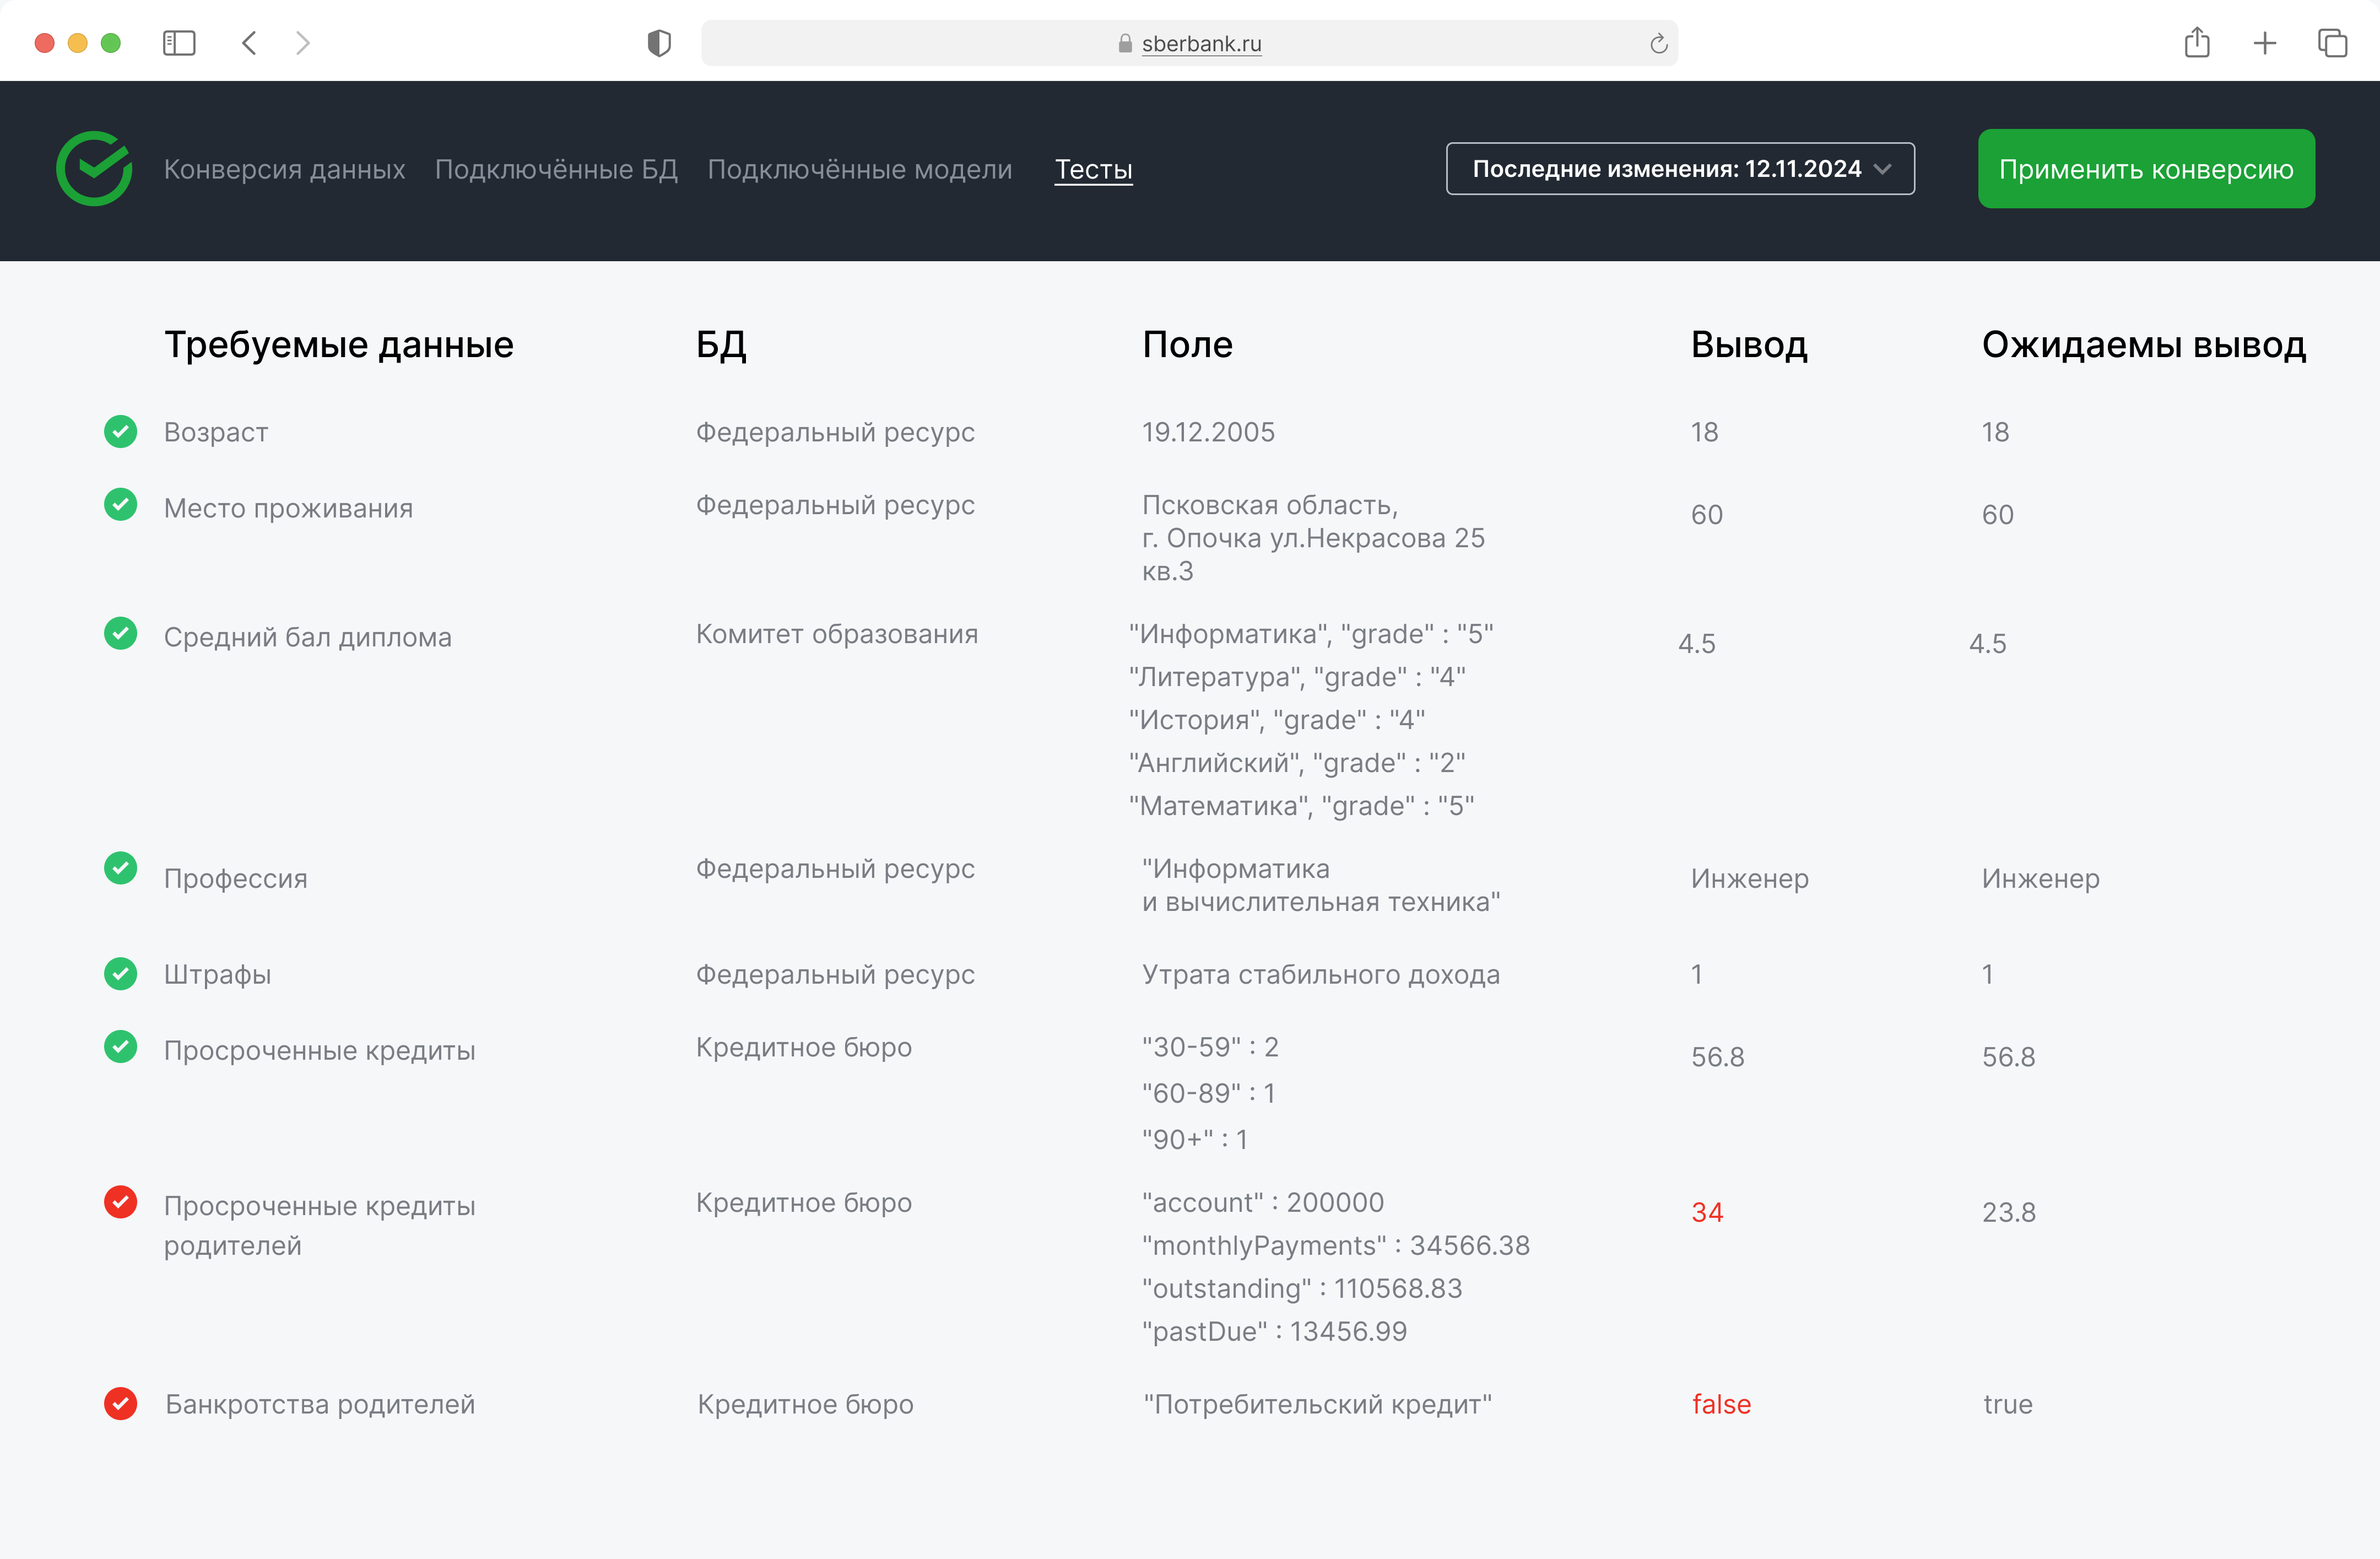 sberbank.ru
Конверсия данных Подключённые БД Подключённые модели Тесты Последние изменения: 12.11.2024 Применить конверсию
Требуемые данные БД Поле Вывод Ожидаемы вывод
Возраст Федеральный ресурс 19.12.2005 18 18
Место проживания Федеральный ресурс Псковская область, 60 60
г. Опочка ул.Некрасова 25
кв.3
Средний бал диплома Комитет образования "Информатика", "grade" : "5" 4.5 4.5
"Литература", "grade" : "4"
"История", "grade" : "4"
"Английский", "grade" : "2"
"Математика", "grade" : "5"
Профессия Федеральный ресурс "Информатика Инженер Инженер
и вычислительная техника"
Штрафы Федеральный ресурс Утрата стабильного дохода 1 1
Просроченные кредиты Кредитное бюро "30-59" : 2 56.8 56.8
"60-89" : 1
"90+" : 1
Просроченные кредиты Кредитное бюро "account" : 200000 34 23.8
родителей "monthlyPayments" : 34566.38
"outstanding" : 110568.83
"pastDue" : 13456.99
Банкротства родителей Кредитное бюро "Потребительский кредит" false true